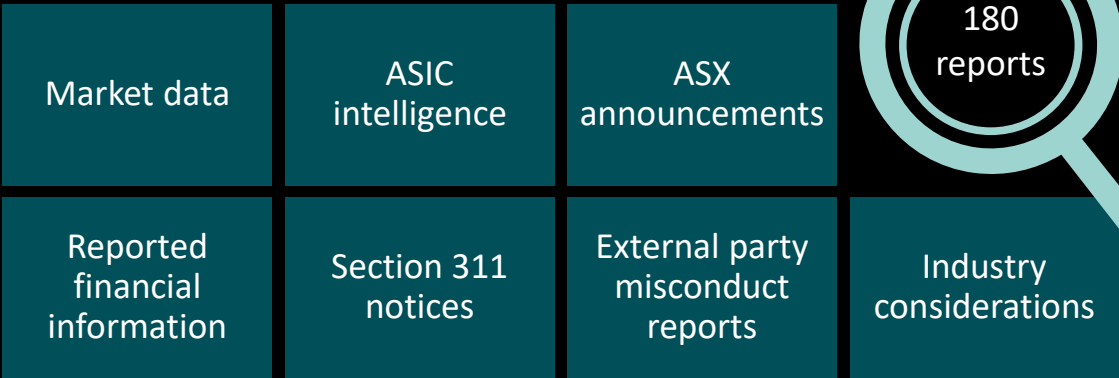 Market data
ASIC
intelligence
ASX
announcements
180
reports
Reported
financial
information
Section 311
notices
External party
misconduct
reports
Industry
considerations